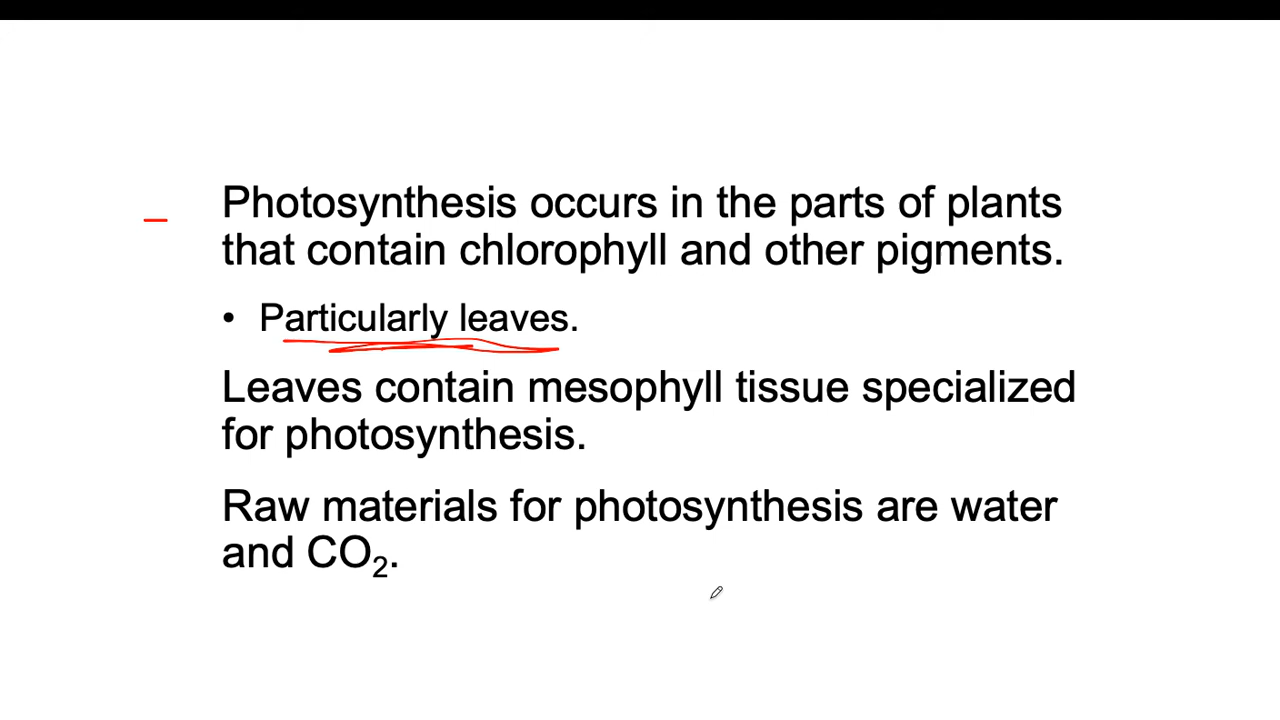 Photosynthesis occurs in the parts of plants
that contain chlorophyll and other pigments.
• Particularly leaves.
Leaves contain mesophyll tissue specialized
for photosynthesis.
Raw materials for photosynthesis are water
and CO₂.